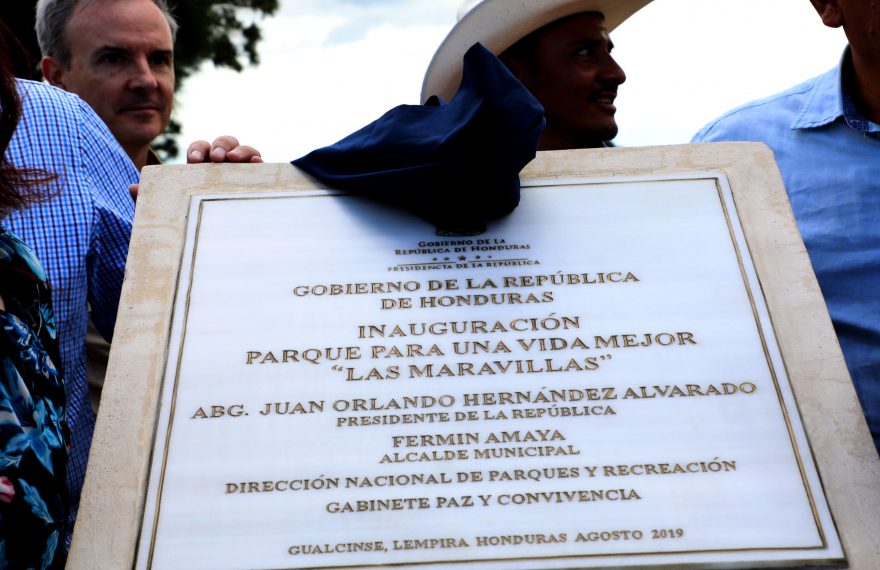 GOBIERNO DE LA
REPÚBLICA DE HONDURAS
PRESIDENCIA DE LA REPÚBLICA
GOBIERNO DE LA REPÚBLICA
DE HONDURAS
INAUGURACIÓN
PARQUE PARA UNA VIDA MEJOR
“LAS MARAVILLAS”
ABG. JUAN ORLANDO HERNÁNDEZ ALVARADO
PRESIDENTE DE LA REPÚBLICA
FERMIN AMAYA
ALCALDE MUNICIPAL
DIRECCIÓN NACIONAL DE PARQUES Y RECREACIÓN
GABINETE PAZ Y CONVIVENCIA
GUALCINSE, LEMPIRA HONDURAS AGOSTO 2019